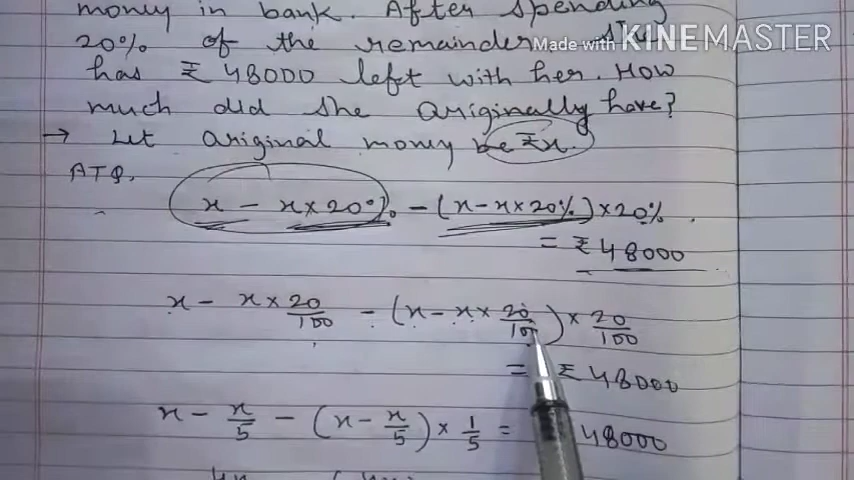 money in bank. After spending
20% of the remainder she
Made with KINEMASTER
has ₹ 48000 left with her. How
much did she originally have?
→ Let original money be ₹x.
ATQ,
x - x×20% - (x-x×20%)×20%
= ₹48000
x - x×20/100 - (x-x×20/100)×20/100
= ₹48000
x - x/5 - (x - x/5)×1/5 = 48000